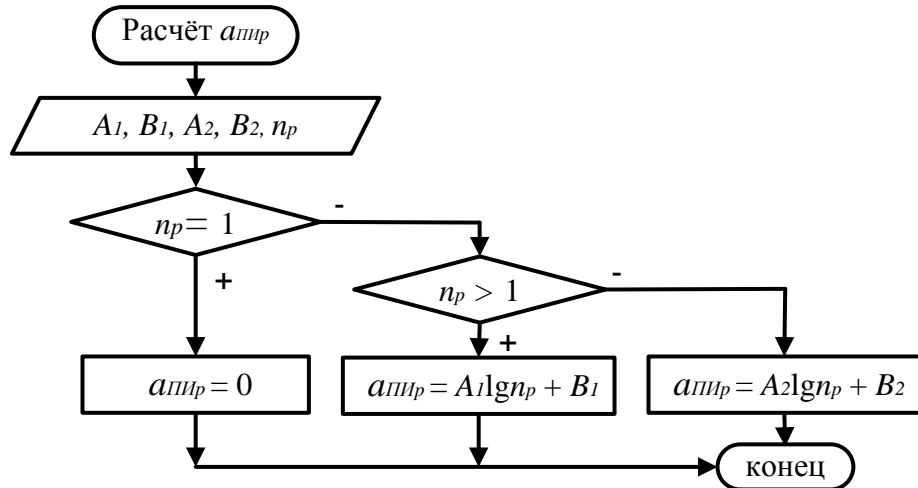 Расчёт aПИр
A1, B1, A2, B2, nр
nр = 1
-
+
nр > 1
-
+
aПИр = 0
aПИр = A1lgnр + B1
aПИр = A2lgnр + B2
конец